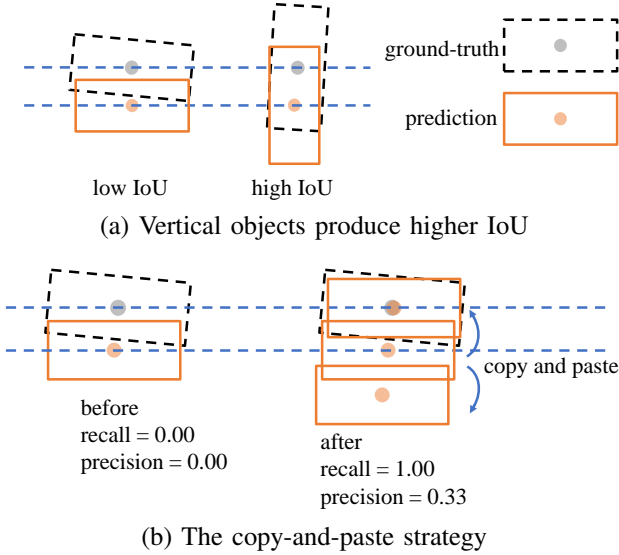 ground-truth
prediction
low IoU
high IoU
(a) Vertical objects produce higher IoU
copy and paste
before
recall = 0.00
precision = 0.00
after
recall = 1.00
precision = 0.33
(b) The copy-and-paste strategy